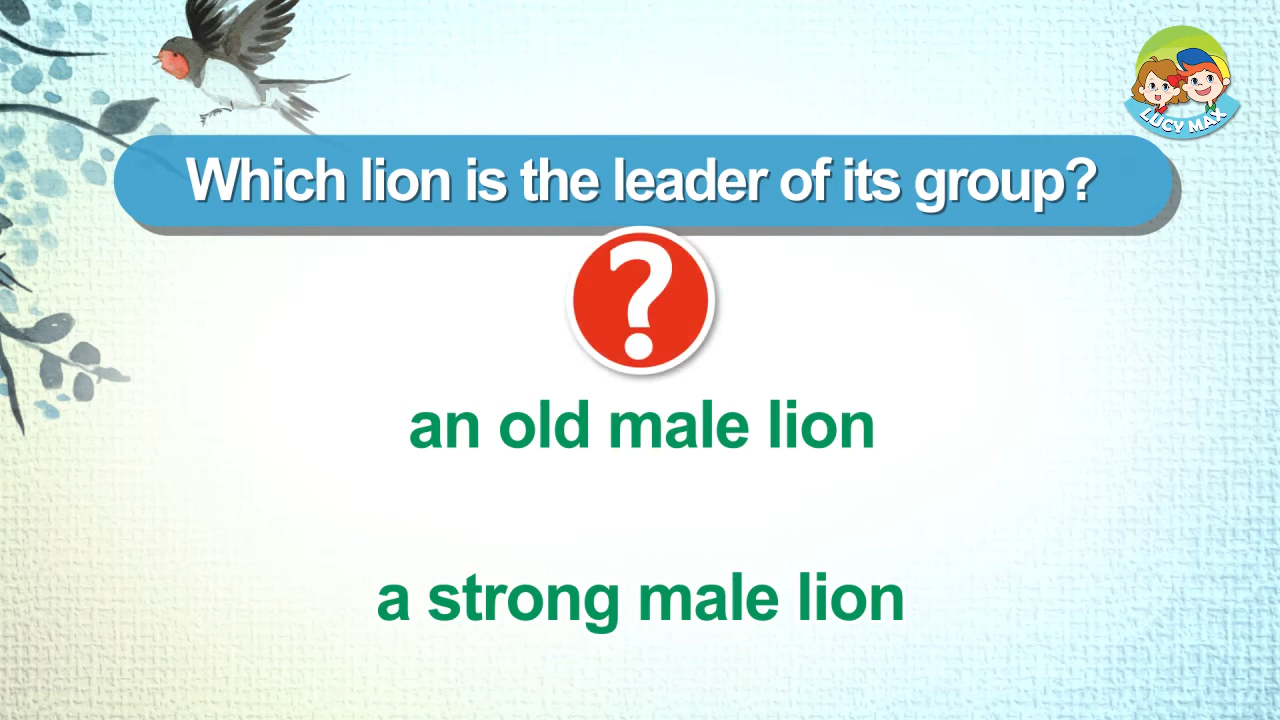 LUCY MAX
Which lion is the leader of its group?
?
an old male lion
a strong male lion